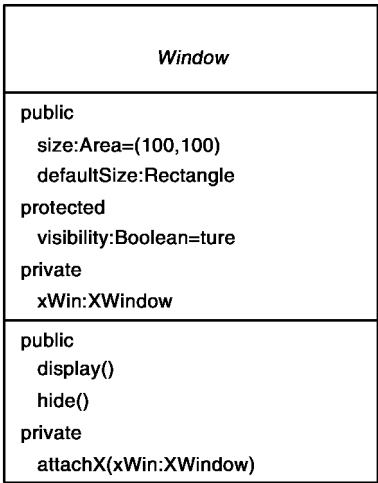 Window
public
size:Area=(100,100)
defaultSize:Rectangle
protected
visibility:Boolean=ture
private
xWin:XWindow
public
display()
hide()
private
attachX(xWin:XWindow)